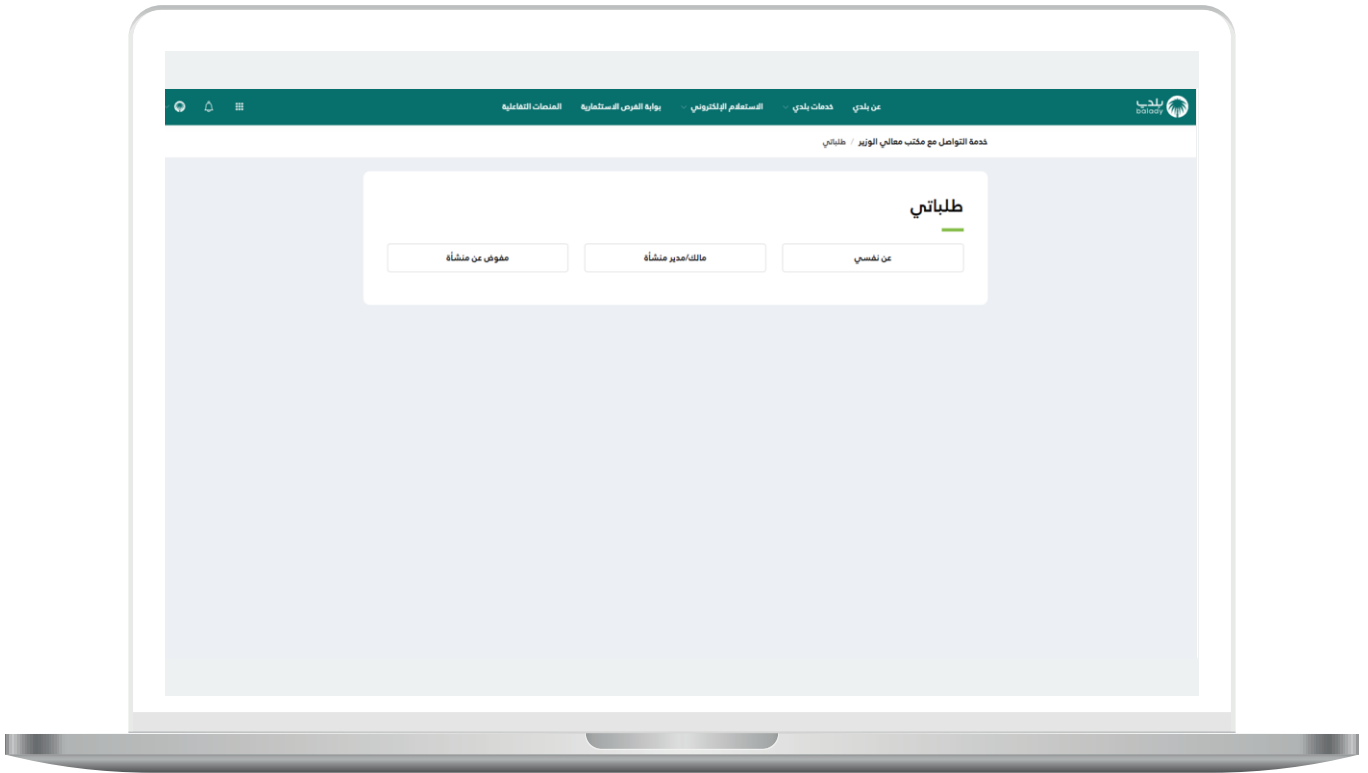 بلدي
balady
عن بلدي خدمات بلدي الاستعلام الإلكتروني بوابة الفرص الاستثمارية المنصات التفاعلية
خدمة التواصل مع مكتب معالي الوزير / طلباتي
طلباتي
عن نفسي مالك/مدير منشأة مفوض عن منشأة